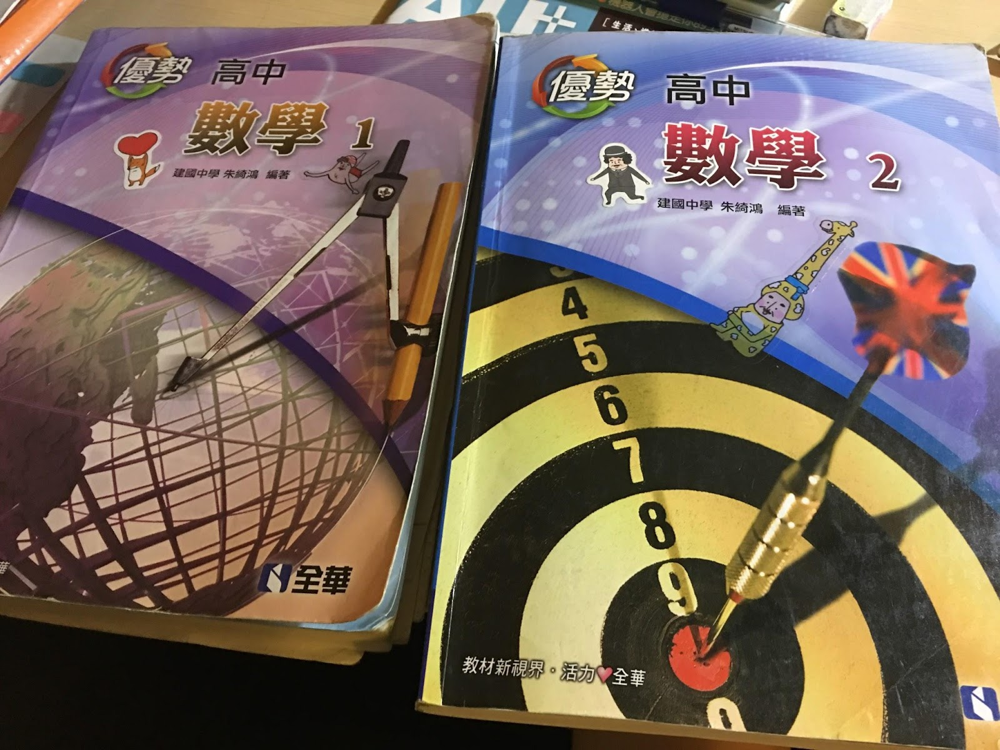 優勢
高中
數學 1
建國中學 朱綺鴻 編著
全華
優勢
高中
數學 2
建國中學 朱綺鴻 編著
4
5
6
7
8
9
9
教材新視界・活力♥全華